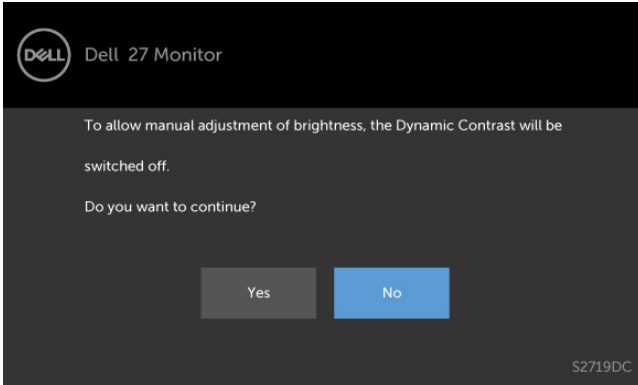 DELL
Dell 27 Monitor
To allow manual adjustment of brightness, the Dynamic Contrast will be
switched off.
Do you want to continue?
Yes
No
S2719DC